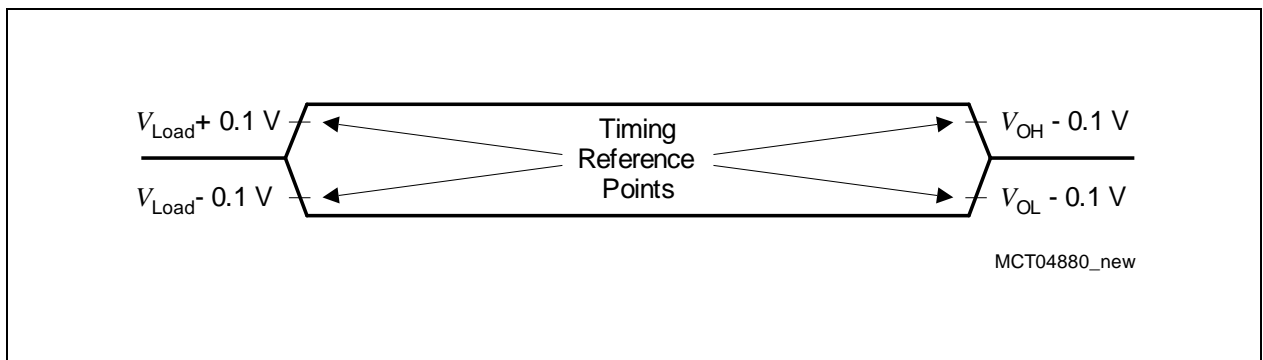 V_Load + 0.1 V
V_Load - 0.1 V
Timing
Reference
Points
V_OH - 0.1 V
V_OL - 0.1 V
MCT04880_new